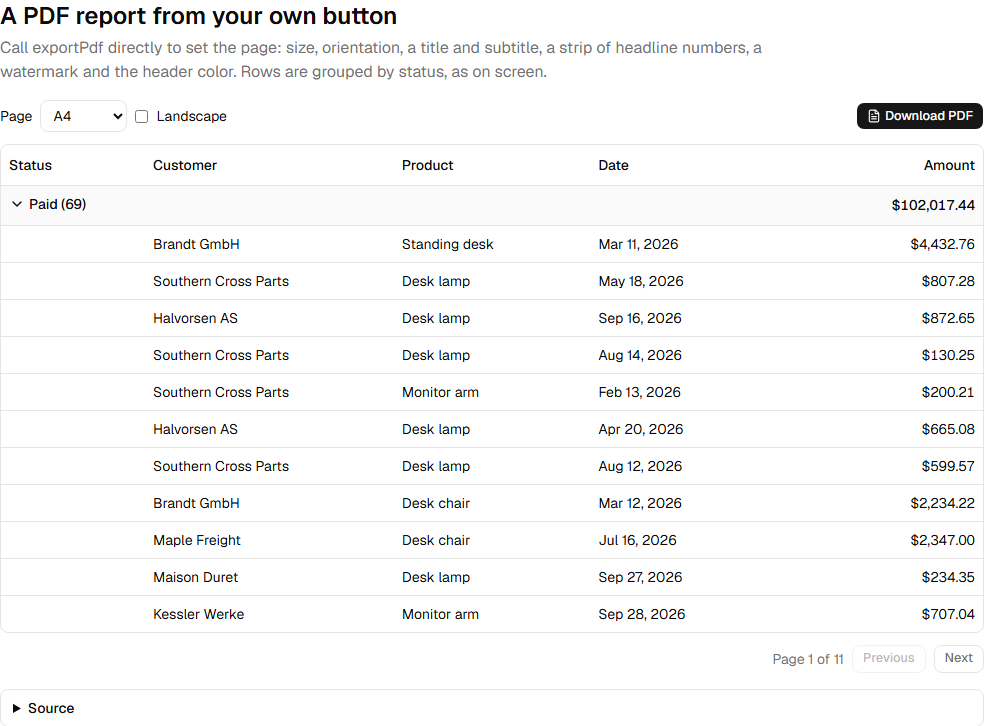 A PDF report from your own button
Call exportPdf directly to set the page: size, orientation, a title and subtitle, a strip of headline numbers, a
watermark and the header color. Rows are grouped by status, as on screen.
Page A4 Landscape Download PDF
Status Customer Product Date Amount
Paid (69) $102,017.44
Brandt GmbH Standing desk Mar 11, 2026 $4,432.76
Southern Cross Parts Desk lamp May 18, 2026 $807.28
Halvorsen AS Desk lamp Sep 16, 2026 $872.65
Southern Cross Parts Desk lamp Aug 14, 2026 $130.25
Southern Cross Parts Monitor arm Feb 13, 2026 $200.21
Halvorsen AS Desk lamp Apr 20, 2026 $665.08
Southern Cross Parts Desk lamp Aug 12, 2026 $599.57
Brandt GmbH Desk chair Mar 12, 2026 $2,234.22
Maple Freight Desk chair Jul 16, 2026 $2,347.00
Maison Duret Desk lamp Sep 27, 2026 $234.35
Kessler Werke Monitor arm Sep 28, 2026 $707.04
Page 1 of 11 Previous Next
Source